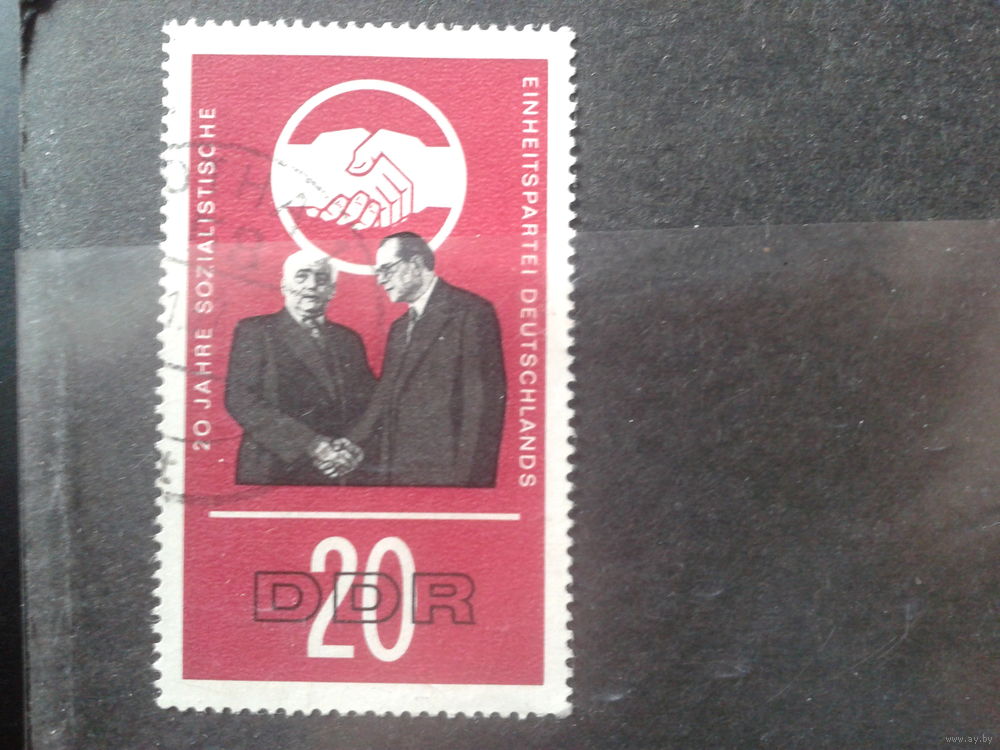 20 JAHRE SOZIALISTISCHE
EINHEITSPARTEI DEUTSCHLANDS
20
DDR
www.ay.by